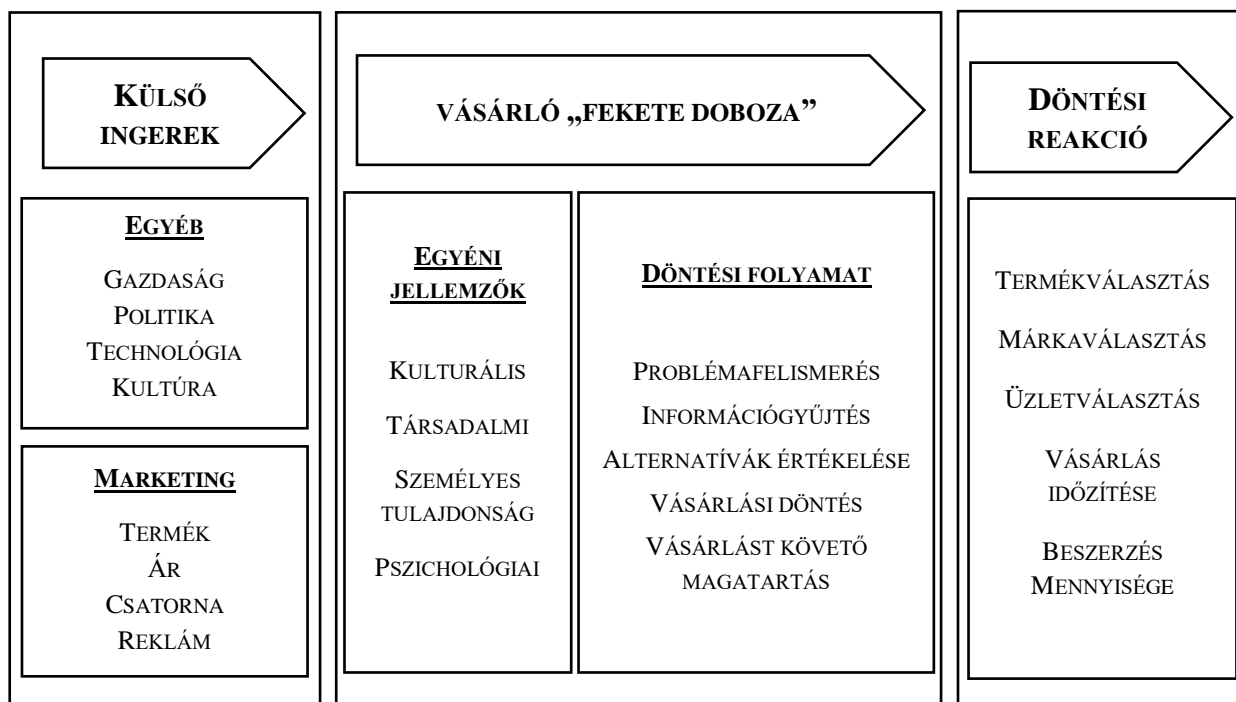 KÜLSŐ
INGEREK
EGYÉB
GAZDASÁG
POLITIKA
TECHNOLÓGIA
KULTÚRA
MARKETING
TERMÉK
ÁR
CSATORNA
REKLÁM
VÁSÁRLÓ „FEKETE DOBOZA”
EGYÉNI
JELLEMZŐK
KULTURÁLIS
TÁRSADALMI
SZEMÉLYES
TULAJDONSÁG
PSZICHOLÓGIAI
DÖNTÉSI FOLYAMAT
PROBLÉMAFELISMERÉS
INFORMÁCIÓGYŰJTÉS
ALTERNATÍVÁK ÉRTÉKELÉSE
VÁSÁRLÁSI DÖNTÉS
VÁSÁRLÁST KÖVETŐ
MAGATARTÁS
DÖNTÉSI
REAKCIÓ
TERMÉKVÁLASZTÁS
MÁRKAVÁLASZTÁS
ÜZLETVÁLASZTÁS
VÁSÁRLÁS
IDŐZÍTÉSE
BESZERZÉS
MENNYISÉGE